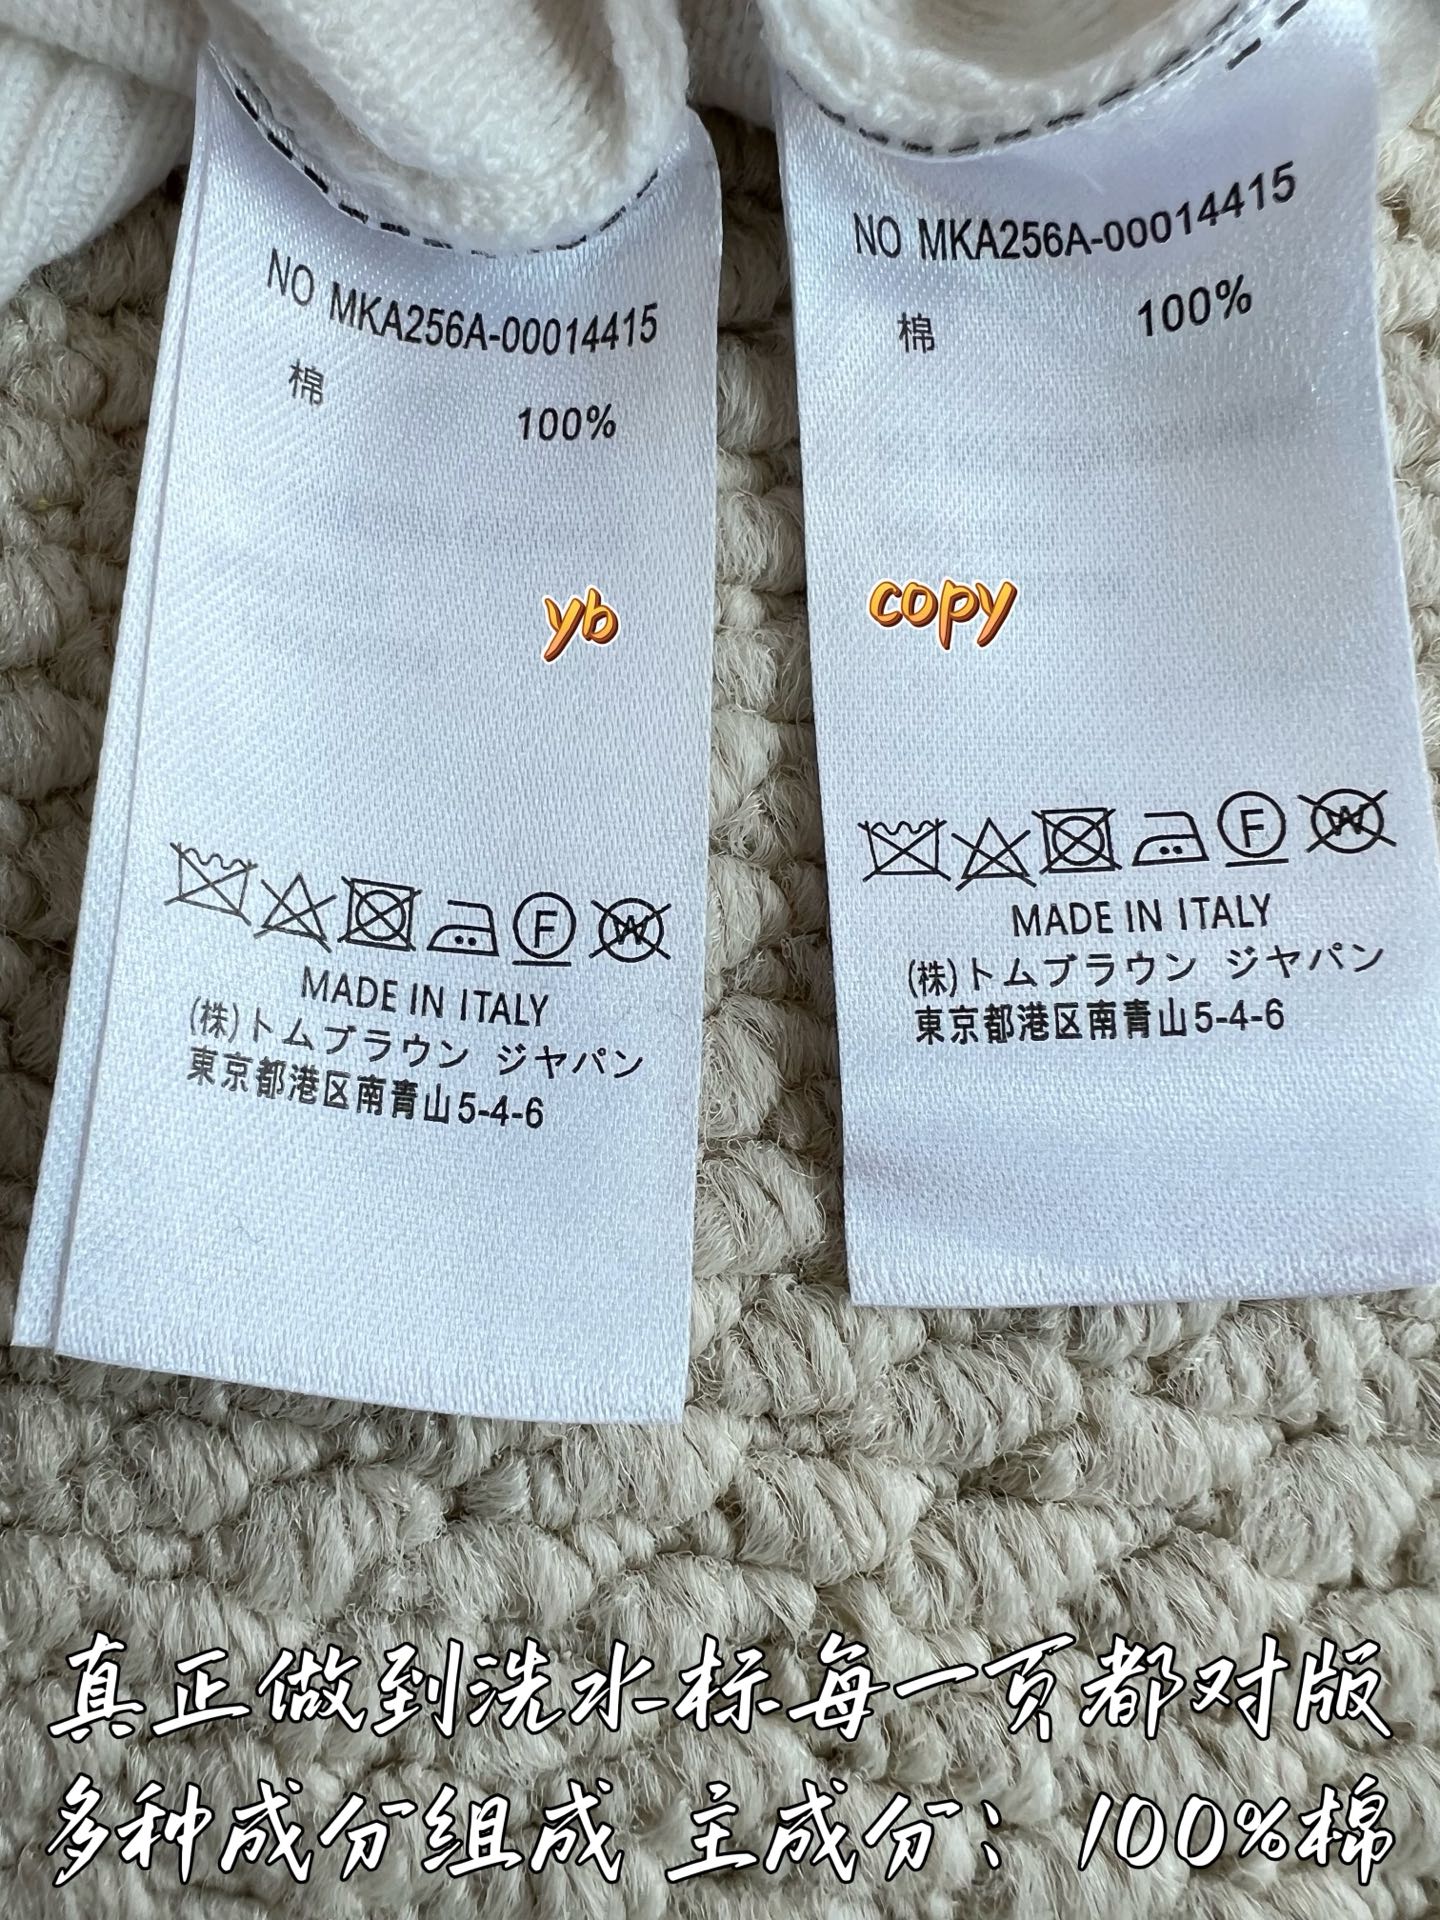 NO MKA256A-00014415
棉
100%
yb
MADE IN ITALY
(株)トムブラウン ジヤパン
東京都港区南青山5-4-6
NO MKA256A-00014415
棉 100%
copy
F W
MADE IN ITALY
(株)トムブラウン ジヤパン
東京都港区南青山5-4-6
真正做到洗水标每一页都对版
多种成分组成 主成分：100%棉